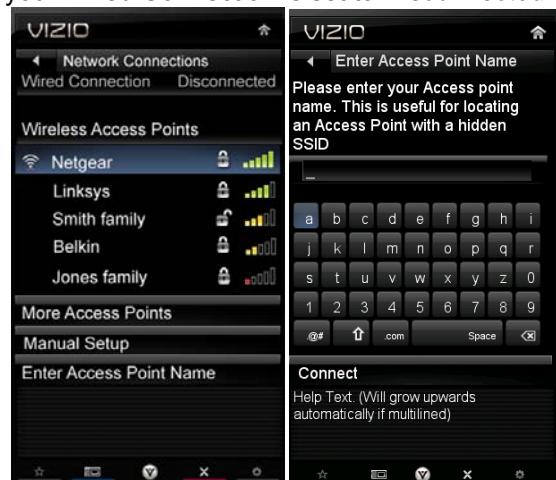 VIZIO
Network Connections
Wired Connection Disconnected
Wireless Access Points
Netgear
Linksys
Smith family
Belkin
Jones family
More Access Points
Manual Setup
Enter Access Point Name
VIZIO
Enter Access Point Name
Please enter your Access point
name. This is useful for locating
an Access Point with a hidden
SSID
_
a b c d e f g h i
j k l m n o p q r
s t u v w x y z 0
1 2 3 4 5 6 7 8 9
.@# .com Space
Connect
Help Text. (Will grow upwards
automatically if multilined)